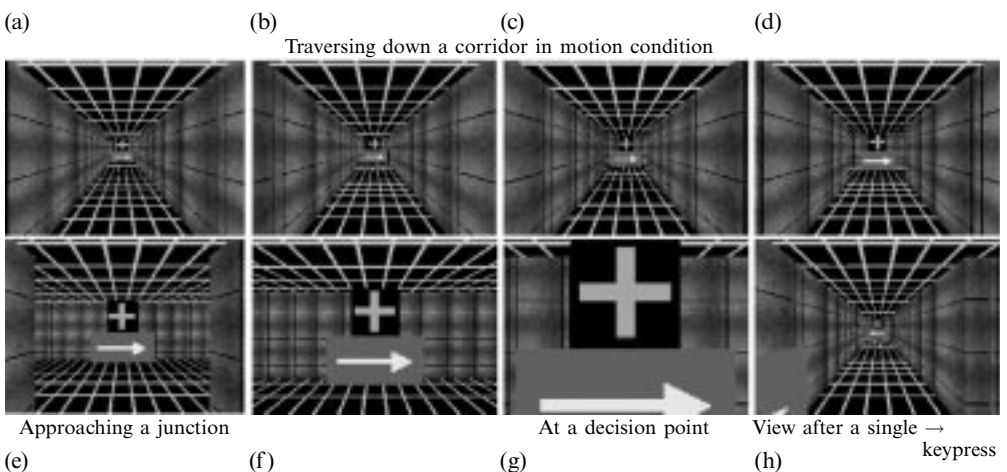 (a) (b) (c) (d)
Traversing down a corridor in motion condition
Approaching a junction At a decision point View after a single →
keypress
(e) (f) (g) (h)